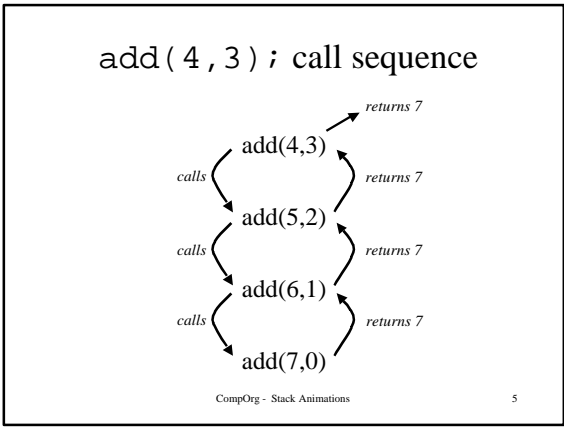 add(4,3); call sequence
returns 7
add(4,3)
calls
returns 7
add(5,2)
calls
returns 7
add(6,1)
calls
returns 7
add(7,0)
CompOrg - Stack Animations
5